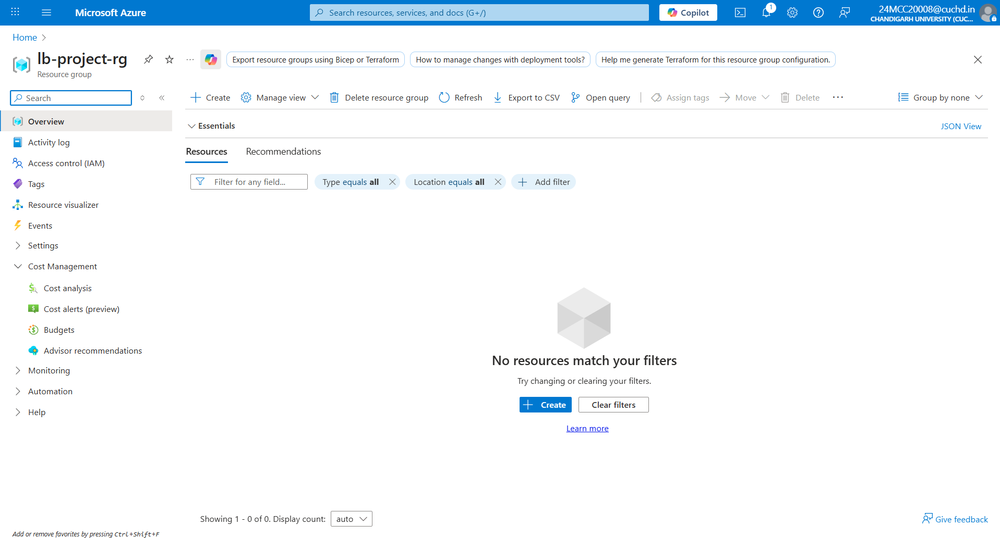 Microsoft Azure
Search resources, services, and docs (G+/)
Copilot
1
24MCC20008@cuchd.in
CHANDIGARH UNIVERSITY (CUC...
Home
lb-project-rg
Resource group
Export resource groups using Bicep or Terraform
How to manage changes with deployment tools?
Help me generate Terraform for this resource group configuration.
Search
Create
Manage view
Delete resource group
Refresh
Export to CSV
Open query
Assign tags
Move
Delete
Group by none
Overview
Activity log
Access control (IAM)
Tags
Resource visualizer
Events
Settings
Cost Management
Cost analysis
Cost alerts (preview)
Budgets
Advisor recommendations
Monitoring
Automation
Help
Essentials
JSON View
Resources
Recommendations
Filter for any field...
Type equals all
Location equals all
Add filter
No resources match your filters
Try changing or clearing your filters.
Create
Clear filters
Learn more
Showing 1 - 0 of 0. Display count:
auto
Give feedback
Add or remove favorites by pressing Ctrl+Shift+F